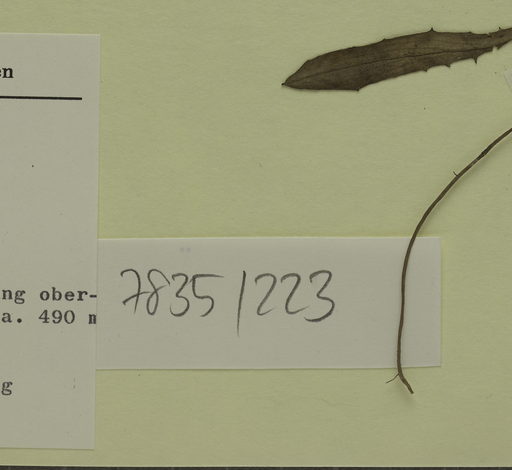 en
ng ober-
a. 490 m
g
7835/223